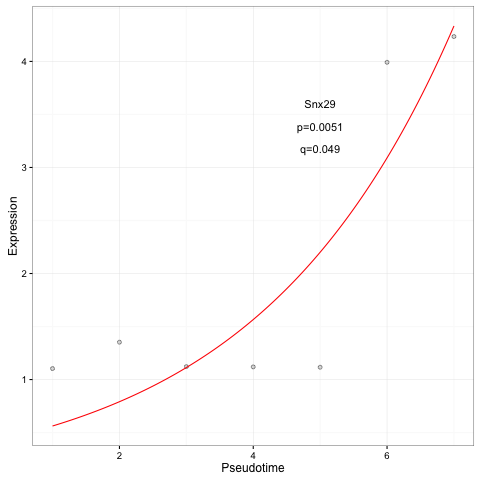 Snx29
p=0.0051
q=0.049
4
3
2
1
Expression
2
4
6
Pseudotime